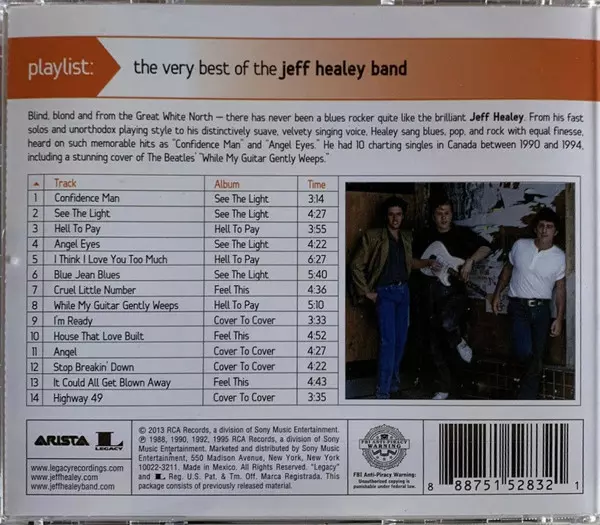 playlist: the very best of the jeff healey band
Blind, blond and from the Great White North — there has never been a blues rocker quite like the brilliant Jeff Healey. From his fast
solos and unorthodox playing style to his distinctively suave, velvety singing voice, Healey sang blues, pop, and rock with equal finesse,
heard on such memorable hits as "Confidence Man" and "Angel Eyes." He had 10 charting singles in Canada between 1990 and 1994,
including a stunning cover of The Beatles' "While My Guitar Gently Weeps."
Track Album Time
1 Confidence Man See The Light 3:14
2 See The Light See The Light 4:27
3 Hell To Pay Hell To Pay 3:55
4 Angel Eyes See The Light 4:22
5 I Think I Love You Too Much Hell To Pay 6:27
6 Blue Jean Blues See The Light 5:40
7 Cruel Little Number Feel This 4:36
8 While My Guitar Gently Weeps Hell To Pay 5:10
9 I'm Ready Cover To Cover 3:33
10 House That Love Built Feel This 4:52
11 Angel Cover To Cover 4:27
12 Stop Breakin' Down Cover To Cover 4:22
13 It Could All Get Blown Away Feel This 4:43
14 Highway 49 Cover To Cover 3:35
ARISTA L LEGACY
www.legacyrecordings.com
www.jeffhealey.com
www.jeffhealeyband.com
© 2013 RCA Records, a division of Sony Music Entertainment.
℗ 1988, 1990, 1992, 1995 RCA Records, a division of Sony
Music Entertainment. Marketed and distributed by Sony Music
Entertainment, 550 Madison Avenue, New York, New York
10022-3211. Made in Mexico. All Rights Reserved. "Legacy"
and L Reg. U.S. Pat. & Tm. Off. Marca Registrada. This
package consists of previously released material.
FBI ANTI-PIRACY
WARNING
FBI Anti-Piracy Warning:
Unauthorized copying is
punishable under federal law.
8 88751 52832 1